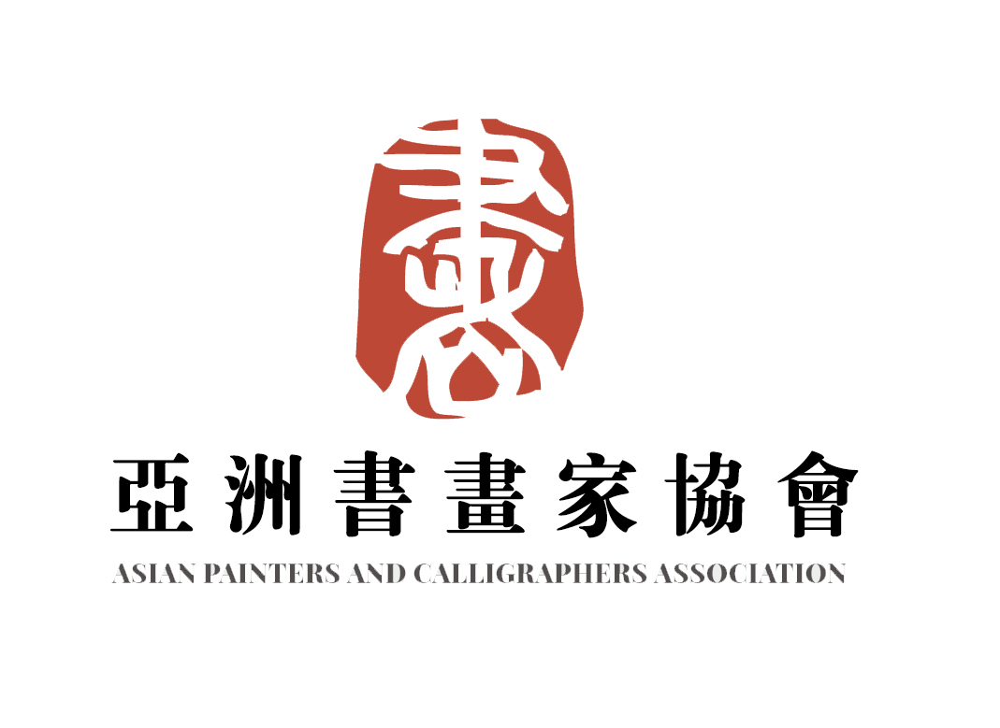 亞洲書畫家協會
ASIAN PAINTERS AND CALLIGRAPHERS ASSOCIATION